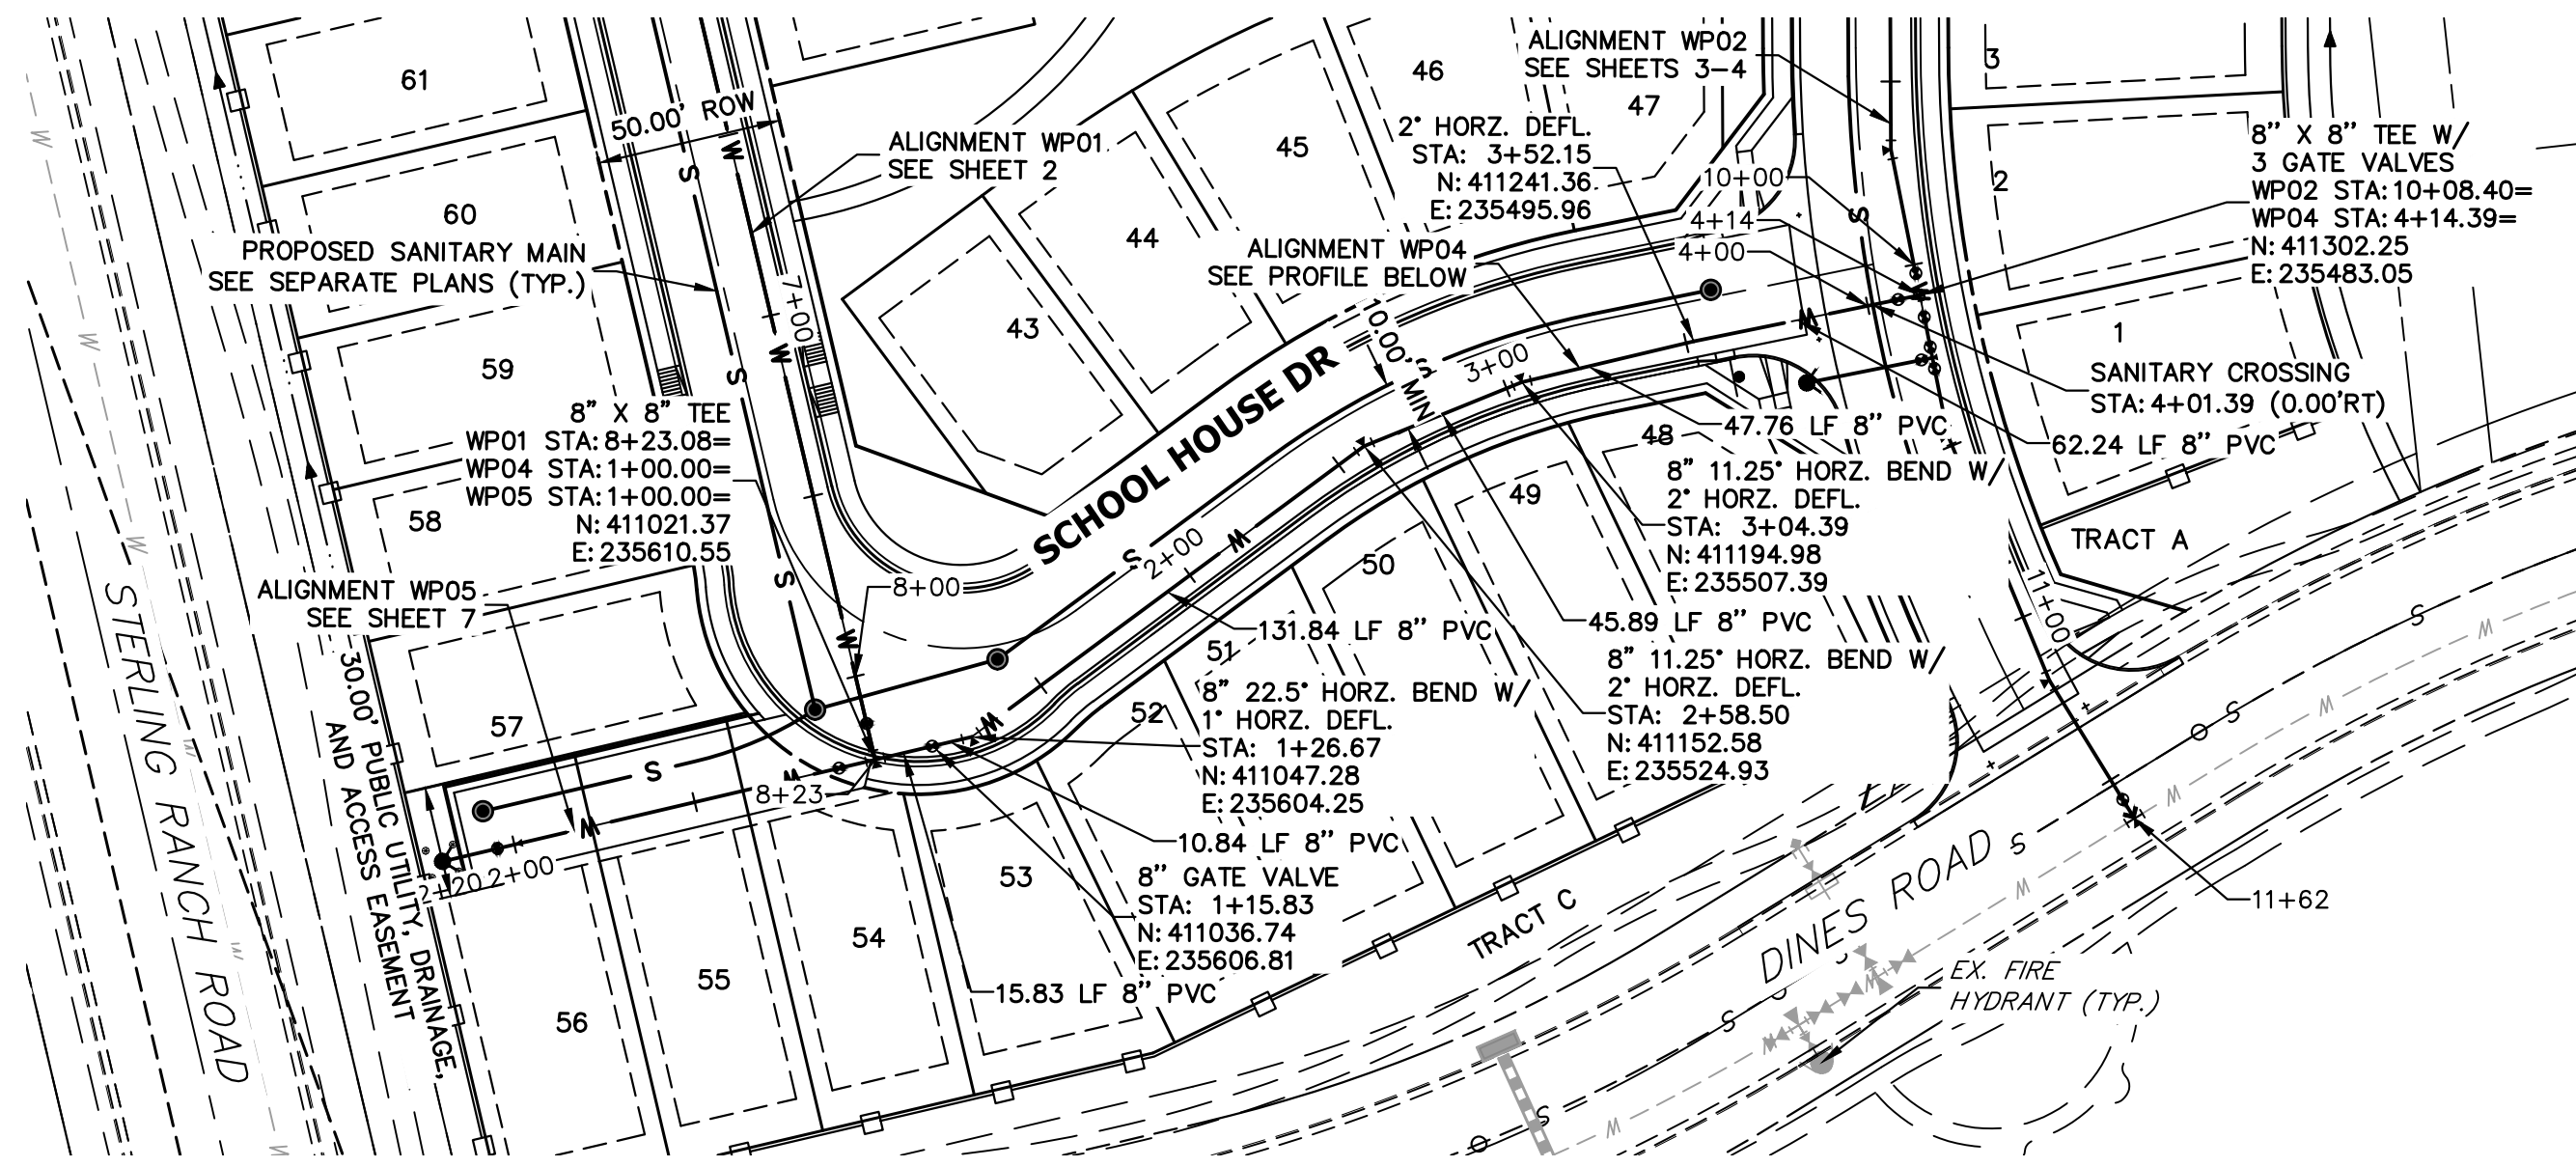 61
60
59
58
57
56
55
54
53
52
51
50
49
48
47
46
45
44
43
3
2
1
50.00' ROW
ALIGNMENT WP01
SEE SHEET 2
ALIGNMENT WP02
SEE SHEETS 3-4
2° HORZ. DEFL.
STA: 3+52.15
N: 411241.36
E: 235495.96
10+00
4+14
4+00
8" X 8" TEE W/
3 GATE VALVES
WP02 STA: 10+08.40=
WP04 STA: 4+14.39=
N: 411302.25
E: 235483.05
PROPOSED SANITARY MAIN
SEE SEPARATE PLANS (TYP.)
ALIGNMENT WP04
SEE PROFILE BELOW
7+00
3+00
SCHOOL HOUSE DR
MIN
SANITARY CROSSING
STA: 4+01.39 (0.00'RT)
8" X 8" TEE
WP01 STA: 8+23.08=
WP04 STA: 1+00.00=
WP05 STA: 1+00.00=
N: 411021.37
E: 235610.55
47.76 LF 8" PVC
62.24 LF 8" PVC
8" 11.25° HORZ. BEND W/
2° HORZ. DEFL.
STA: 3+04.39
N: 411194.98
E: 235507.39
TRACT A
ALIGNMENT WP05
SEE SHEET 7
8+00
2+00
11+00
131.84 LF 8" PVC
45.89 LF 8" PVC
8" 11.25° HORZ. BEND W/
2° HORZ. DEFL.
STA: 2+58.50
N: 411152.58
E: 235524.93
8" 22.5° HORZ. BEND W/
1° HORZ. DEFL.
STA: 1+26.67
N: 411047.28
E: 235604.25
STERLING RANCH ROAD
30.00' PUBLIC UTILITY, DRAINAGE,
AND ACCESS EASEMENT
8+23
2+20
2+00
10.84 LF 8" PVC
8" GATE VALVE
STA: 1+15.83
N: 411036.74
E: 235606.81
15.83 LF 8" PVC
TRACT C
DINES ROAD
11+62
EX. FIRE
HYDRANT (TYP.)
S
S
S
S
S
S
S
S
S
S
S
S
W
W
W
W
W
W
W
W
W
W
W
W
W